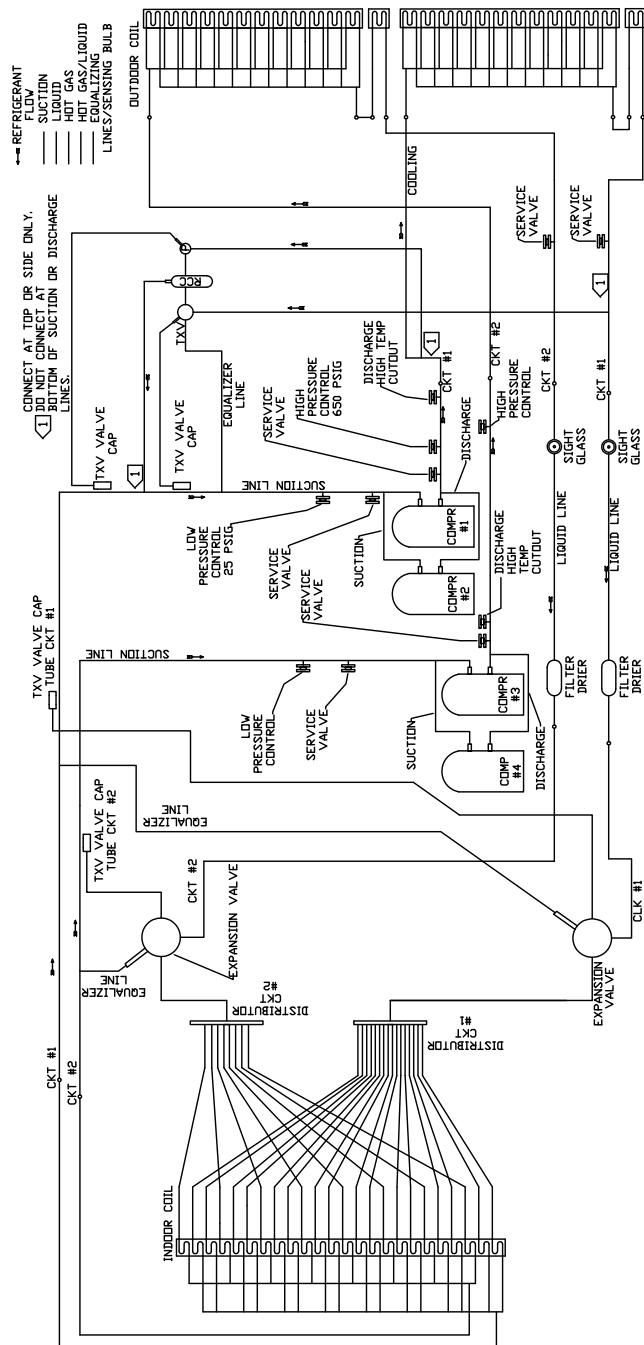 REFRIGERANT
FLOW
SUCTION
LIQUID
HOT GAS
HOT GAS/LIQUID
EQUALIZING
LINES/SENSING BULB
OUTDOOR COIL
CONNECT AT TOP OR SIDE ONLY.
1 DO NOT CONNECT AT
BOTTOM OF SUCTION OR DISCHARGE
LINES.
RCC
TXV
TXV VALVE
CAP
TXV VALVE
CAP
1
EQUALIZER
LINE
COOLING
SERVICE
VALVE
SERVICE
VALVE
1
SERVICE
VALVE
HIGH
PRESSURE
CONTROL
650 PSIG
DISCHARGE
HIGH TEMP
CUTOUT
1
CKT #1
CKT #2
HIGH
PRESSURE
CONTROL
CKT #2
CKT #1
SIGHT
GLASS
SIGHT
GLASS
SUCTION LINE
LOW
PRESSURE
CONTROL
25 PSIG
SERVICE
VALVE
SERVICE
VALVE
SUCTION
COMPR
#1
COMPR
#2
DISCHARGE
DISCHARGE
HIGH
TEMP
CUTOUT
LIQUID LINE
LIQUID LINE
TXV VALVE CAP
TUBE CKT #1
SUCTION LINE
LOW
PRESSURE
CONTROL
SERVICE
VALVE
SUCTION
COMPR
#3
COMP
#4
DISCHARGE
FILTER
DRIER
FILTER
DRIER
TXV VALVE CAP
TUBE CKT #2
EQUALIZER
LINE
CKT #2
EXPANSION VALVE
EQUALIZER
LINE
CLK #1
EXPANSION
VALVE
DISTRIBUTOR
CKT
#2
DISTRIBUTOR
CKT
#1
CKT #1
CKT #2
INDOOR COIL